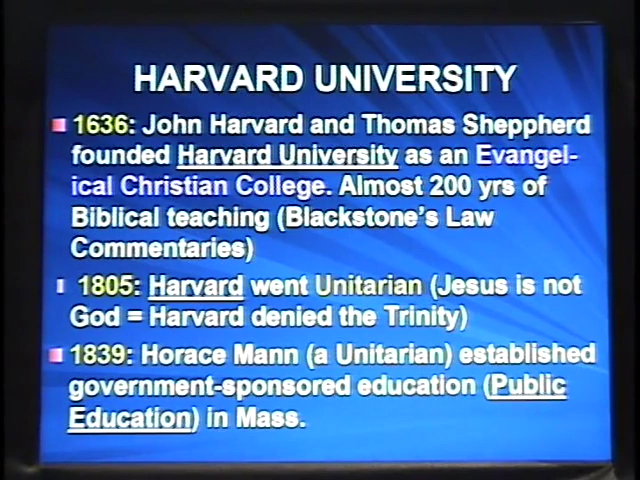 HARVARD UNIVERSITY
1636: John Harvard and Thomas Sheppherd
founded Harvard University as an Evangel-
ical Christian College. Almost 200 yrs of
Biblical teaching (Blackstone's Law
Commentaries)
1805: Harvard went Unitarian (Jesus is not
God = Harvard denied the Trinity)
1839: Horace Mann (a Unitarian) established
government-sponsored education (Public
Education) in Mass.